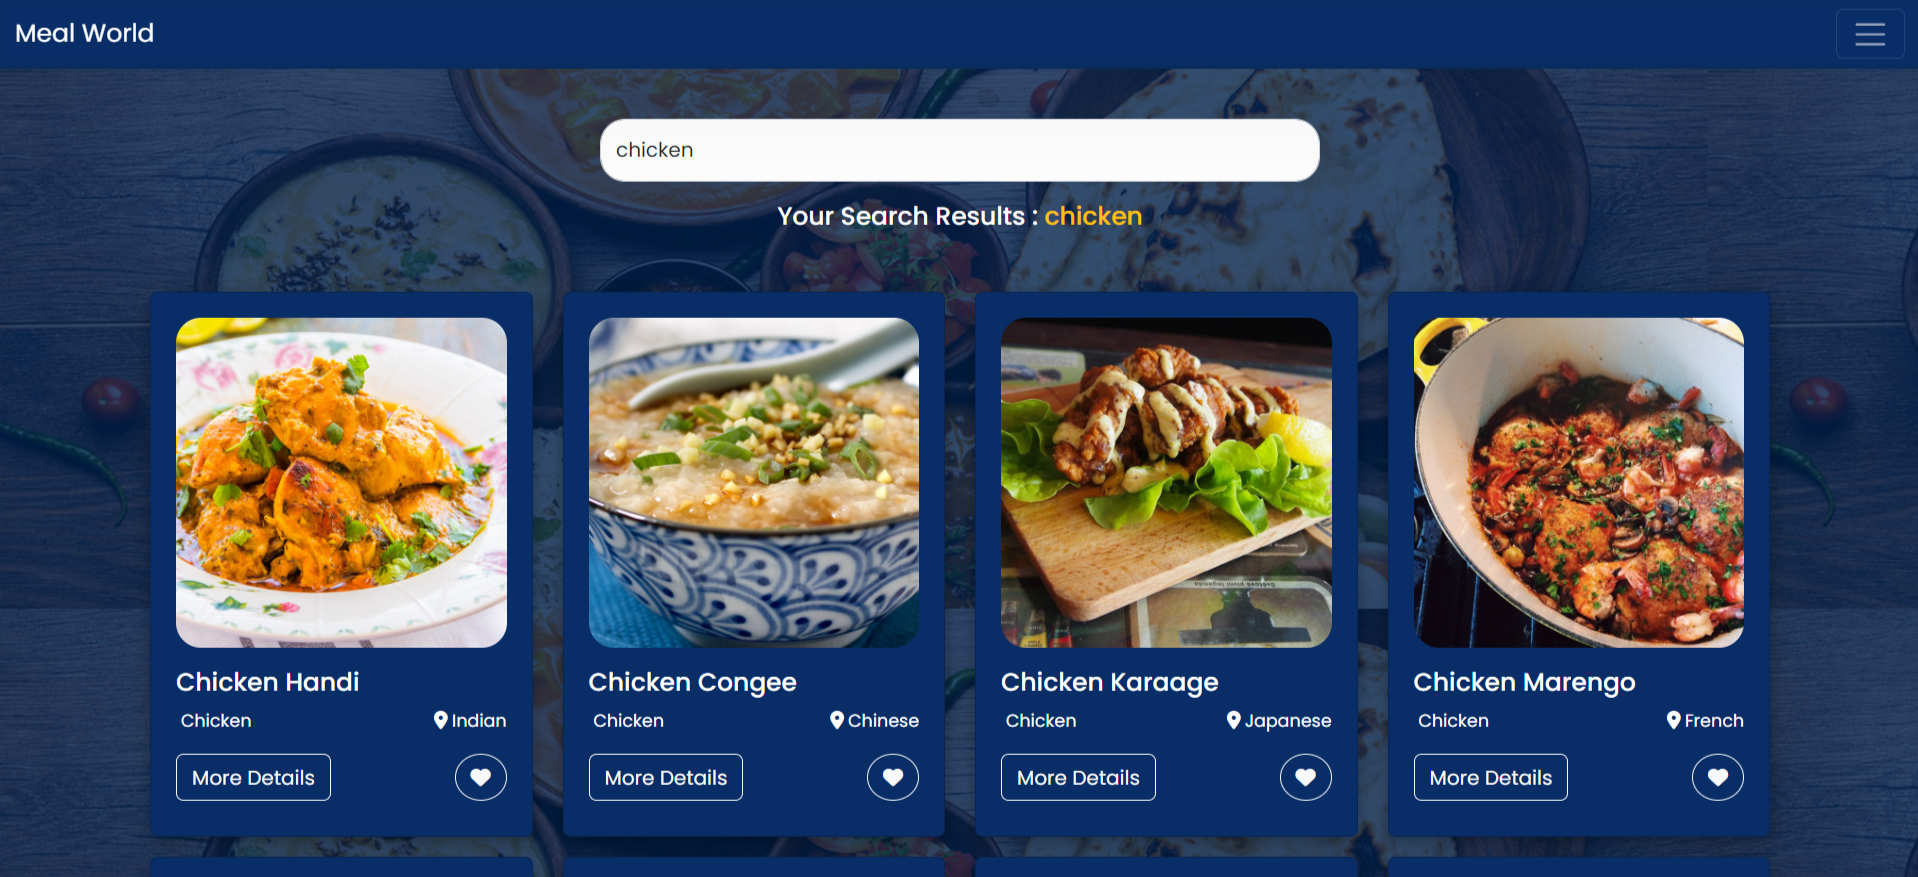 Meal World
chicken
Your Search Results : chicken
Chicken Handi
Chicken Indian
More Details
Chicken Congee
Chicken Chinese
More Details
Chicken Karaage
Chicken Japanese
More Details
Chicken Marengo
Chicken French
More Details